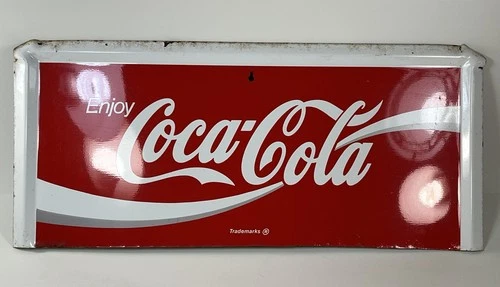 Enjoy
Coca-Cola
Trademarks ®